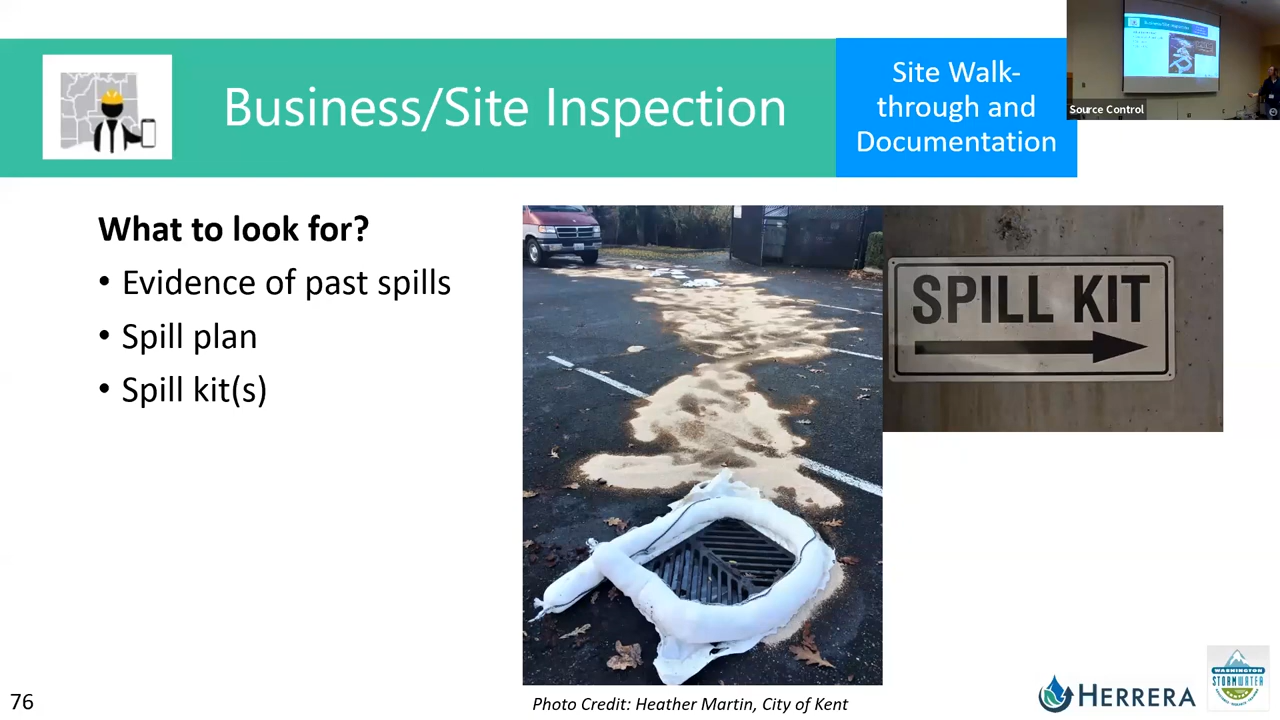 Business/Site Inspection
Site Walk-
through and
Documentation
Source Control
What to look for?
• Evidence of past spills
• Spill plan
• Spill kit(s)
SPILL KIT
76
Photo Credit: Heather Martin, City of Kent
HERRERA
WASHINGTON
STORMWATER